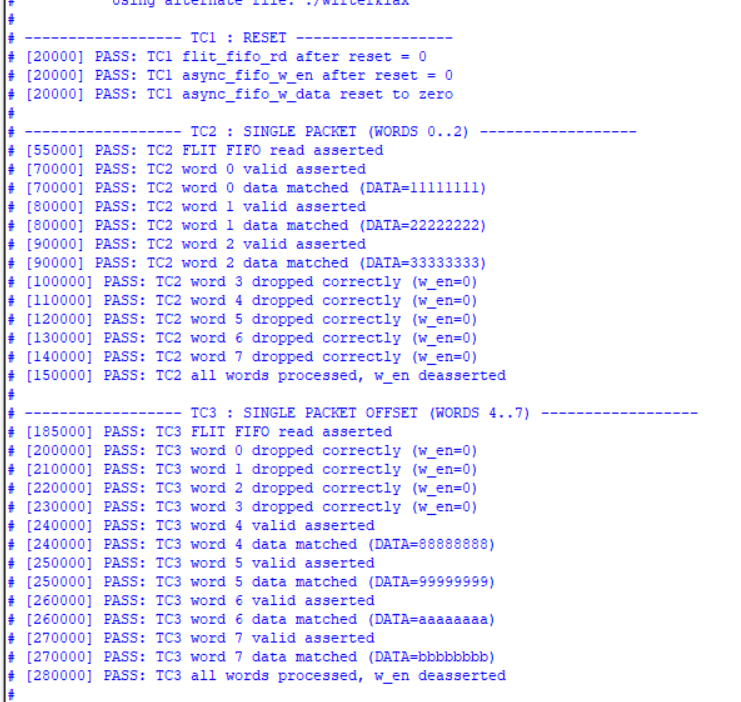 #          Using alternate file: ./wlfter1ax
#
# ------------------ TC1 : RESET ------------------
# [20000] PASS: TC1 flit_fifo_rd after reset = 0
# [20000] PASS: TC1 async_fifo_w_en after reset = 0
# [20000] PASS: TC1 async_fifo_w_data reset to zero
#
# ------------------ TC2 : SINGLE PACKET (WORDS 0..2) ------------------
# [55000] PASS: TC2 FLIT FIFO read asserted
# [70000] PASS: TC2 word 0 valid asserted
# [70000] PASS: TC2 word 0 data matched (DATA=11111111)
# [80000] PASS: TC2 word 1 valid asserted
# [80000] PASS: TC2 word 1 data matched (DATA=22222222)
# [90000] PASS: TC2 word 2 valid asserted
# [90000] PASS: TC2 word 2 data matched (DATA=33333333)
# [100000] PASS: TC2 word 3 dropped correctly (w_en=0)
# [110000] PASS: TC2 word 4 dropped correctly (w_en=0)
# [120000] PASS: TC2 word 5 dropped correctly (w_en=0)
# [130000] PASS: TC2 word 6 dropped correctly (w_en=0)
# [140000] PASS: TC2 word 7 dropped correctly (w_en=0)
# [150000] PASS: TC2 all words processed, w_en deasserted
#
# ------------------ TC3 : SINGLE PACKET OFFSET (WORDS 4..7) ------------------
# [185000] PASS: TC3 FLIT FIFO read asserted
# [200000] PASS: TC3 word 0 dropped correctly (w_en=0)
# [210000] PASS: TC3 word 1 dropped correctly (w_en=0)
# [220000] PASS: TC3 word 2 dropped correctly (w_en=0)
# [230000] PASS: TC3 word 3 dropped correctly (w_en=0)
# [240000] PASS: TC3 word 4 valid asserted
# [240000] PASS: TC3 word 4 data matched (DATA=88888888)
# [250000] PASS: TC3 word 5 valid asserted
# [250000] PASS: TC3 word 5 data matched (DATA=99999999)
# [260000] PASS: TC3 word 6 valid asserted
# [260000] PASS: TC3 word 6 data matched (DATA=aaaaaaaa)
# [270000] PASS: TC3 word 7 valid asserted
# [270000] PASS: TC3 word 7 data matched (DATA=bbbbbbbb)
# [280000] PASS: TC3 all words processed, w_en deasserted
#